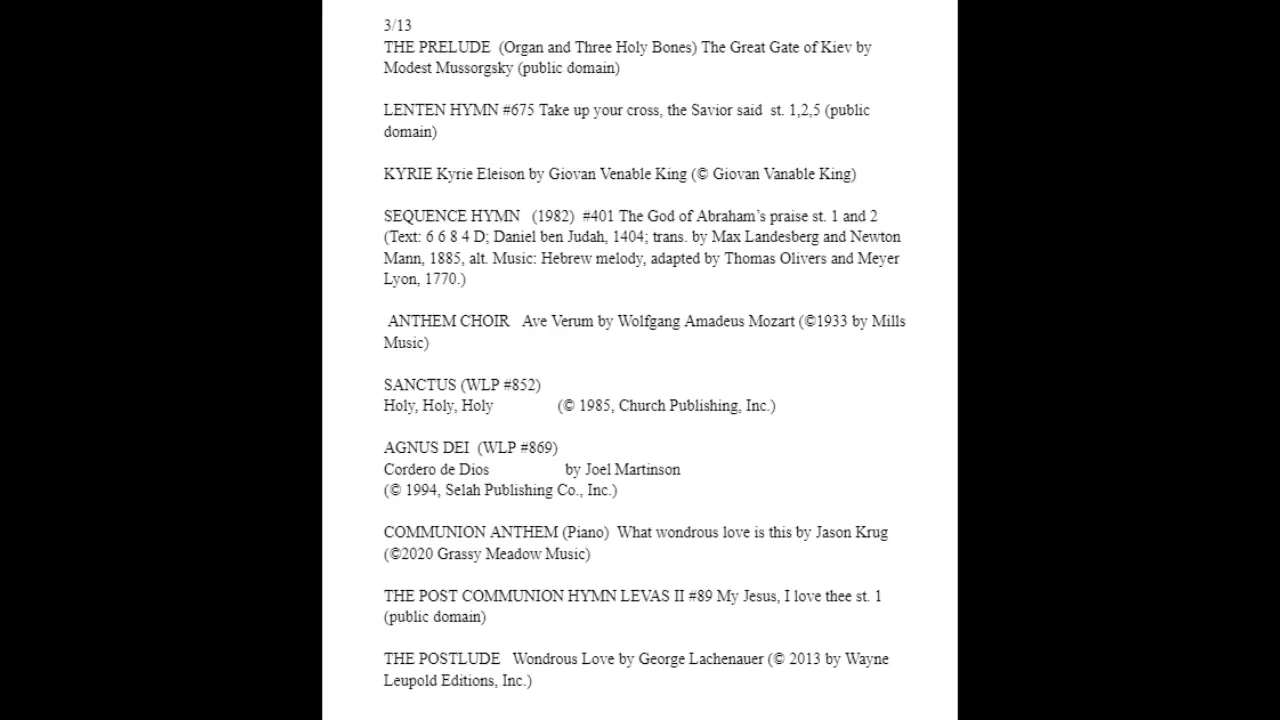 3/13
THE PRELUDE (Organ and Three Holy Bones) The Great Gate of Kiev by
Modest Mussorgsky (public domain)
LENTEN HYMN #675 Take up your cross, the Savior said st. 1,2,5 (public
domain)
KYRIE Kyrie Eleison by Giovan Venable King (© Giovan Vanable King)
SEQUENCE HYMN (1982) #401 The God of Abraham’s praise st. 1 and 2
(Text: 6 6 8 4 D; Daniel ben Judah, 1404; trans. by Max Landesberg and Newton
Mann, 1885, alt. Music: Hebrew melody, adapted by Thomas Olivers and Meyer
Lyon, 1770.)
ANTHEM CHOIR Ave Verum by Wolfgang Amadeus Mozart (©1933 by Mills
Music)
SANCTUS (WLP #852)
Holy, Holy, Holy (© 1985, Church Publishing, Inc.)
AGNUS DEI (WLP #869)
Cordero de Dios by Joel Martinson
(© 1994, Selah Publishing Co., Inc.)
COMMUNION ANTHEM (Piano) What wondrous love is this by Jason Krug
(©2020 Grassy Meadow Music)
THE POST COMMUNION HYMN LEVAS II #89 My Jesus, I love thee st. 1
(public domain)
THE POSTLUDE Wondrous Love by George Lachenauer (© 2013 by Wayne
Leupold Editions, Inc.)